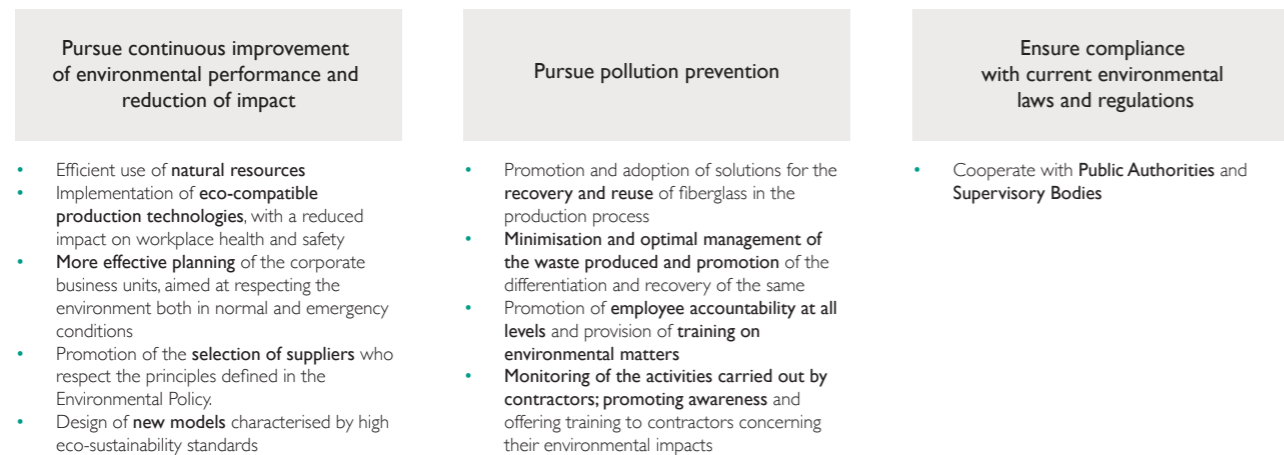 Pursue continuous improvement
of environmental performance and
reduction of impact
• Efficient use of natural resources
• Implementation of eco-compatible
production technologies, with a reduced
impact on workplace health and safety
• More effective planning of the corporate
business units, aimed at respecting the
environment both in normal and emergency
conditions
• Promotion of the selection of suppliers who
respect the principles defined in the
Environmental Policy.
• Design of new models characterised by high
eco-sustainability standards
Pursue pollution prevention
• Promotion and adoption of solutions for the
recovery and reuse of fiberglass in the
production process
• Minimisation and optimal management of
the waste produced and promotion of the
differentiation and recovery of the same
• Promotion of employee accountability at all
levels and provision of training on
environmental matters
• Monitoring of the activities carried out by
contractors; promoting awareness and
offering training to contractors concerning
their environmental impacts
Ensure compliance
with current environmental
laws and regulations
• Cooperate with Public Authorities and
Supervisory Bodies